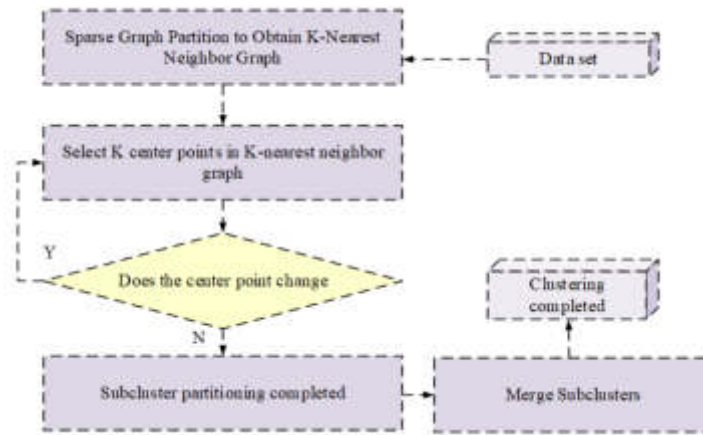 Sparse Graph Partition to Obtain K-Nearest
Neighbor Graph
Data set
Select K center points in K-nearest neighbor
graph
Y
Does the center point change
Clustering
completed
N
Subcluster partitioning completed
Merge Subclusters